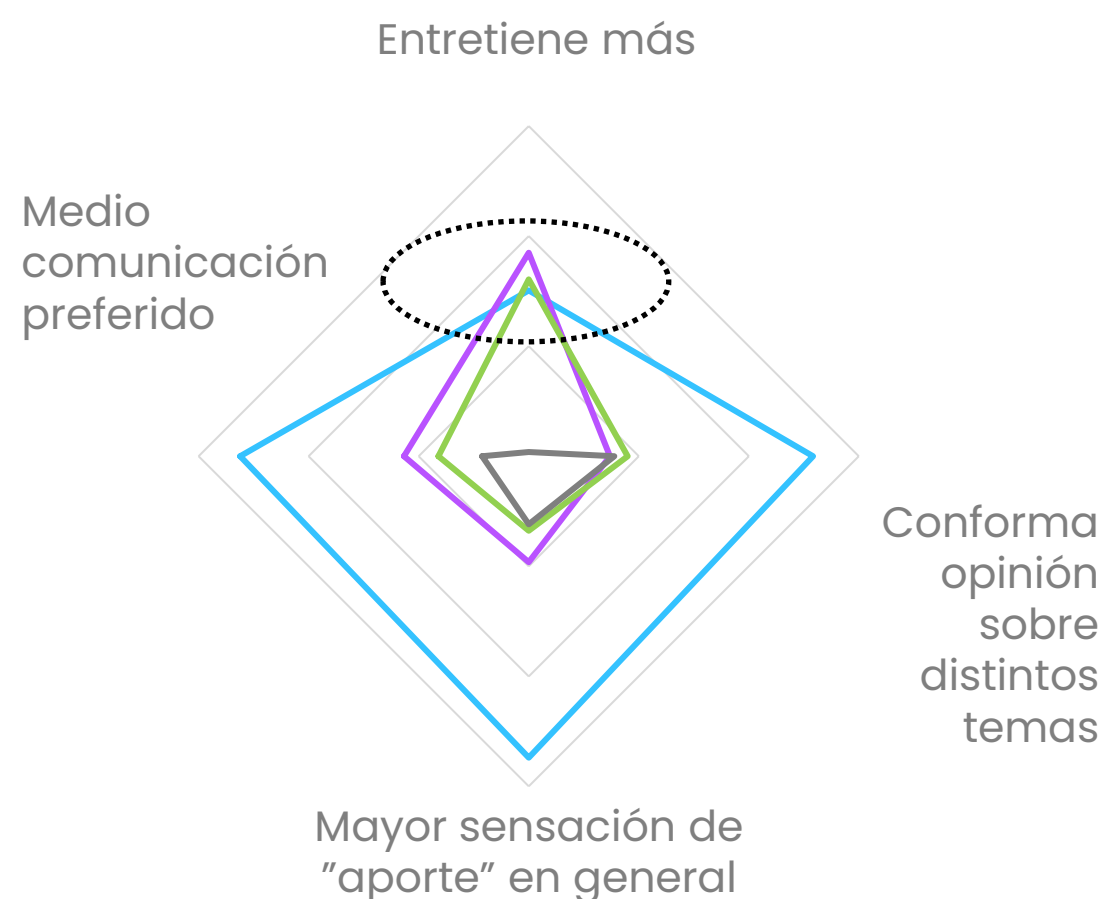 Entretiene más
Medio
comunicación
preferido
Conforma
opinión
sobre
distintos
temas
Mayor sensación de
”aporte” en general